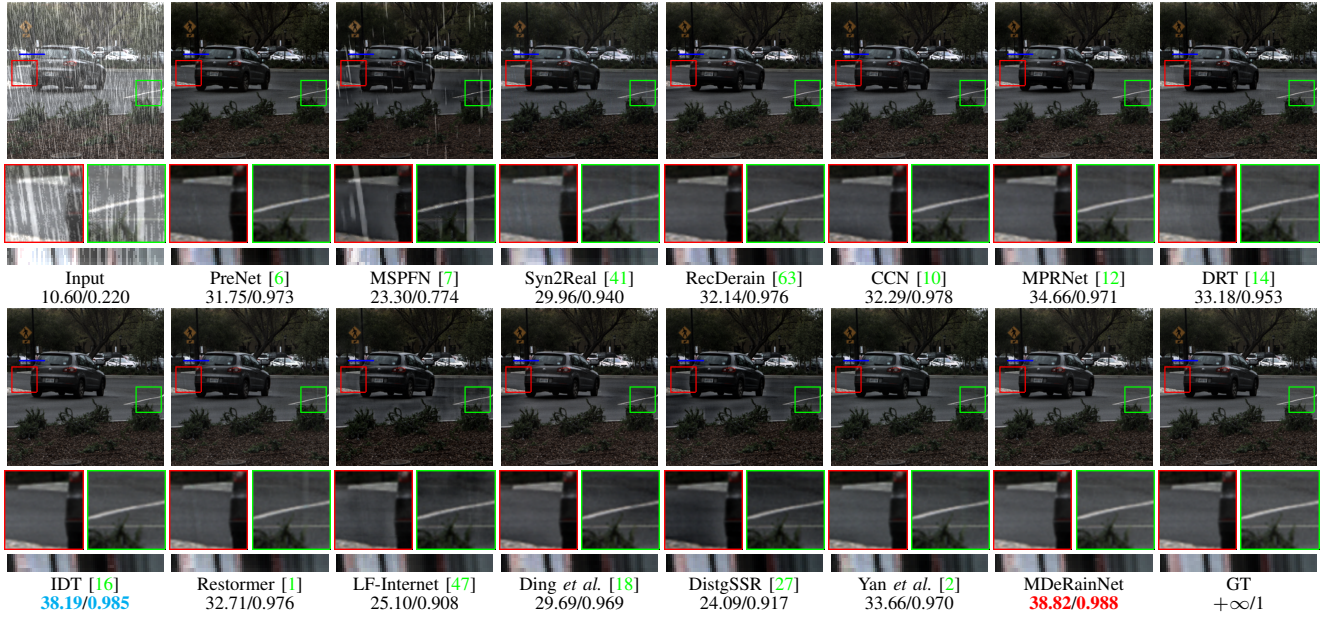 Input PreNet [6] MSPFN [7] Syn2Real [41] RecDerain [63] CCN [10] MPRNet [12] DRT [14]
10.60/0.220 31.75/0.973 23.30/0.774 29.96/0.940 32.14/0.976 32.29/0.978 34.66/0.971 33.18/0.953
IDT [16] Restormer [1] LF-Internet [47] Ding et al. [18] DistgSSR [27] Yan et al. [2] MDeRainNet GT
38.19/0.985 32.71/0.976 25.10/0.908 29.69/0.969 24.09/0.917 33.66/0.970 38.82/0.988 +∞/1